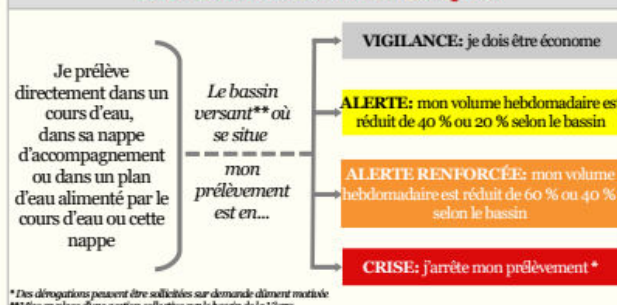 Je prélève
directement dans un
cours d'eau,
dans sa nappe
d'accompagnement
ou dans un plan
d'eau alimenté par le
cours d'eau ou cette
nappe
Le bassin
versant** où
se situe
mon
prélèvement
est en...
VIGILANCE: je dois être économe
ALERTE: mon volume hebdomadaire est
réduit de 40 % ou 20 % selon le bassin
ALERTE RENFORCÉE: mon volume
hebdomadaire est réduit de 60 % ou 40 %
selon le bassin
CRISE: j'arrête mon prélèvement *
* Des dérogations peuvent être sollicitées sur demande dûment motivée